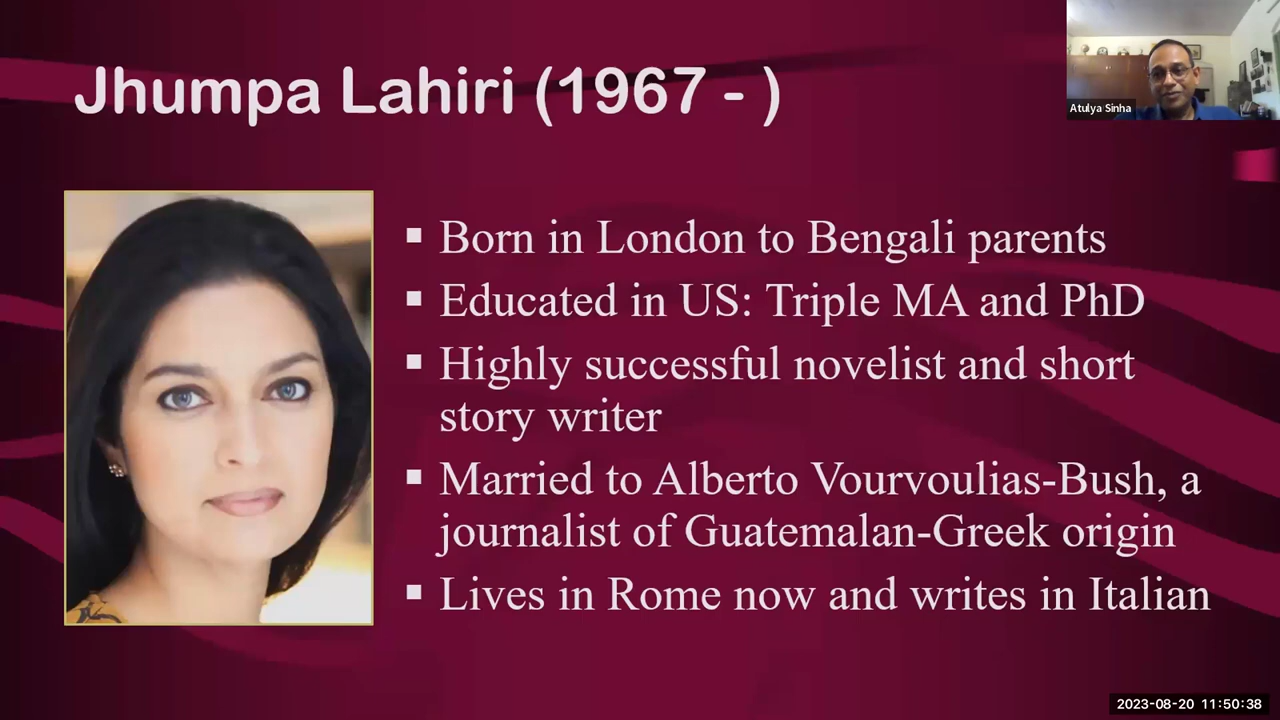 Jhumpa Lahiri (1967 - )
Atulya Sinha
▪ Born in London to Bengali parents
▪ Educated in US: Triple MA and PhD
▪ Highly successful novelist and short
story writer
▪ Married to Alberto Vourvoulias-Bush, a
journalist of Guatemalan-Greek origin
▪ Lives in Rome now and writes in Italian
2023-08-20 11:50:38